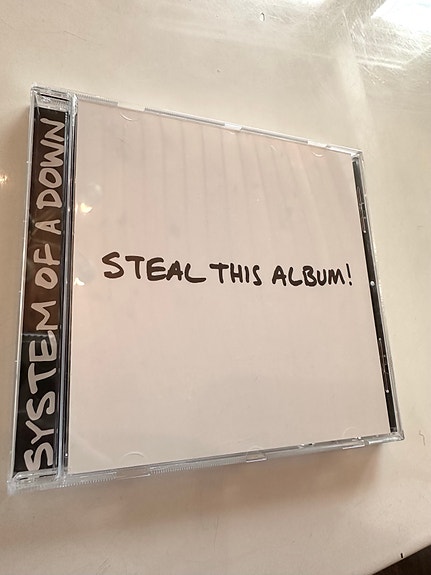 SYSTEM OF A DOWN
STEAL THIS ALBUM!